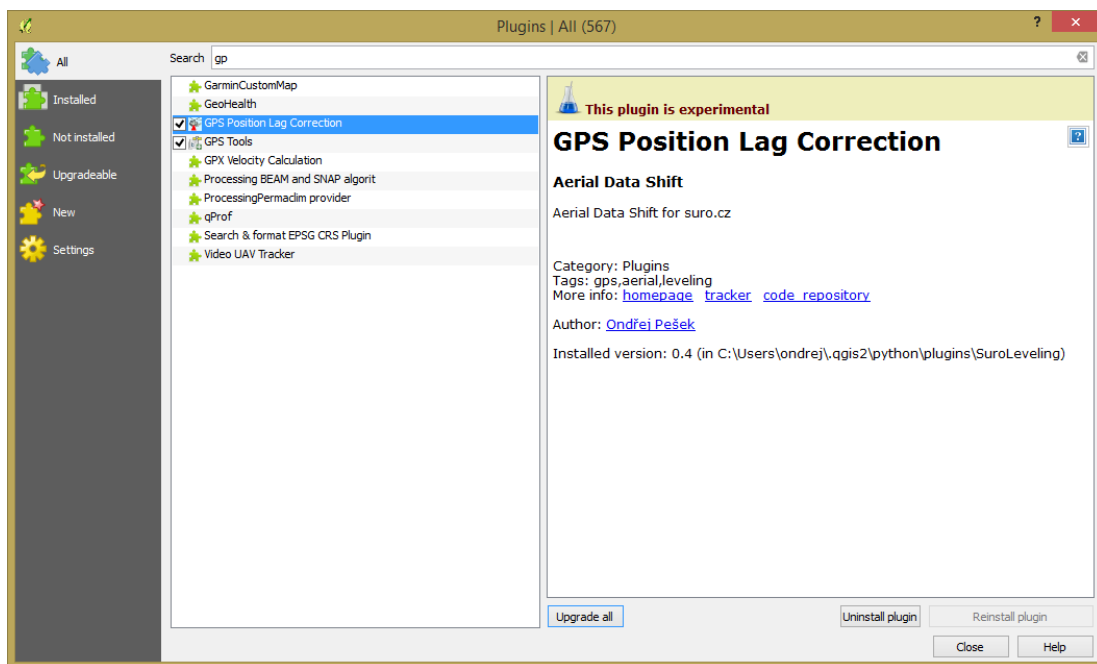 Plugins | All (567)
?
×
All
Installed
Not installed
Upgradeable
New
Settings
Search gp
GarminCustomMap
GeoHealth
GPS Position Lag Correction
GPS Tools
GPX Velocity Calculation
Processing BEAM and SNAP algorit
ProcessingPermaclim provider
qProf
Search & format EPSG CRS Plugin
Video UAV Tracker
This plugin is experimental
GPS Position Lag Correction
?
Aerial Data Shift
Aerial Data Shift for suro.cz
Category: Plugins
Tags: gps,aerial,leveling
More info: homepage tracker code_repository
Author: Ondřej Pešek
Installed version: 0.4 (in C:\Users\ondrej\.qgis2\python\plugins\SuroLeveling)
Upgrade all
Uninstall plugin
Reinstall plugin
Close
Help